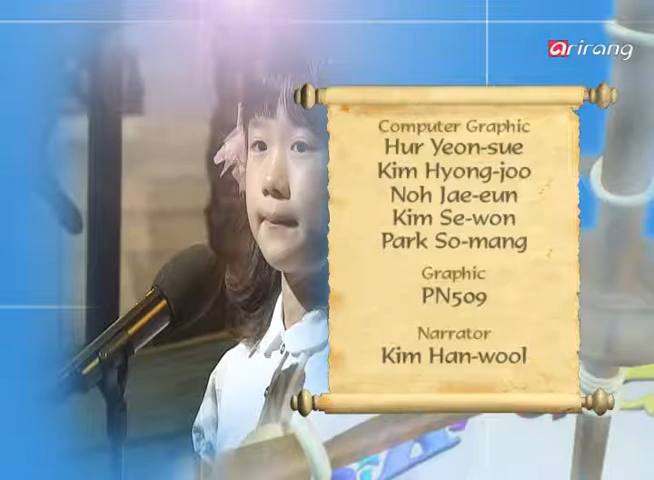 arirang
Computer Graphic
Hur Yeon-sue
Kim Hyong-joo
Noh Jae-eun
Kim Se-won
Park So-mang
Graphic
PN509
Narrator
Kim Han-wool